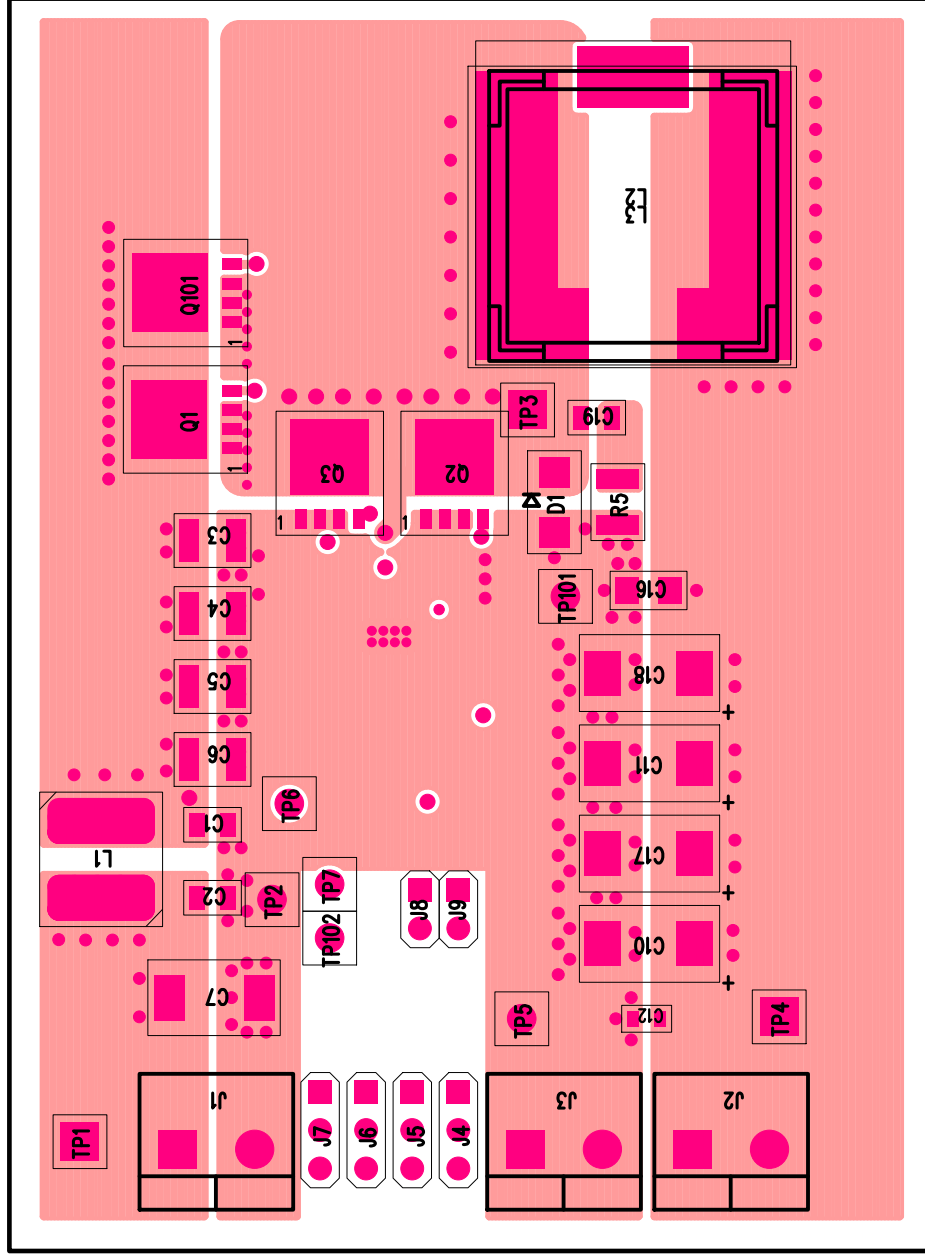 L2
L3
Q101
1
Q1
1
TP3
C19
Q3
Q2
1
D1
R5
C3
C4
TP101
C16
C5
C18
+
C6
C11
+
TP6
C1
L1
C17
+
C2
TP2
TP7
TP102
J8
J9
C10
+
C7
TP5
C12
TP4
TP1
J1
J7
J6
J5
J4
J3
J2